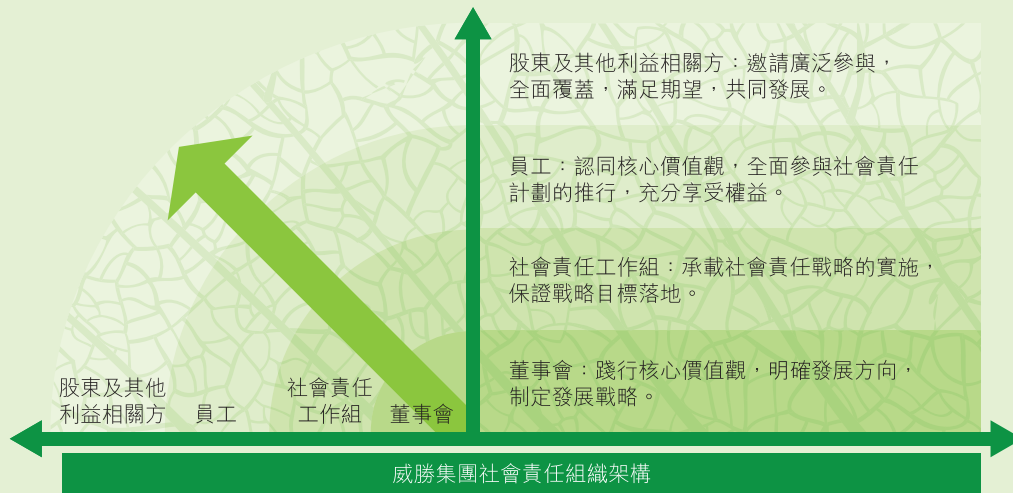 股東及其他利益相關方：邀請廣泛參與，
全面覆蓋，滿足期望，共同發展。
員工：認同核心價值觀，全面參與社會責任
計劃的推行，充分享受權益。
社會責任工作組：承載社會責任戰略的實施，
保證戰略目標落地。
董事會：踐行核心價值觀，明確發展方向，
制定發展戰略。
股東及其他
利益相關方
員工
社會責任
工作組
董事會
威勝集團社會責任組織架構